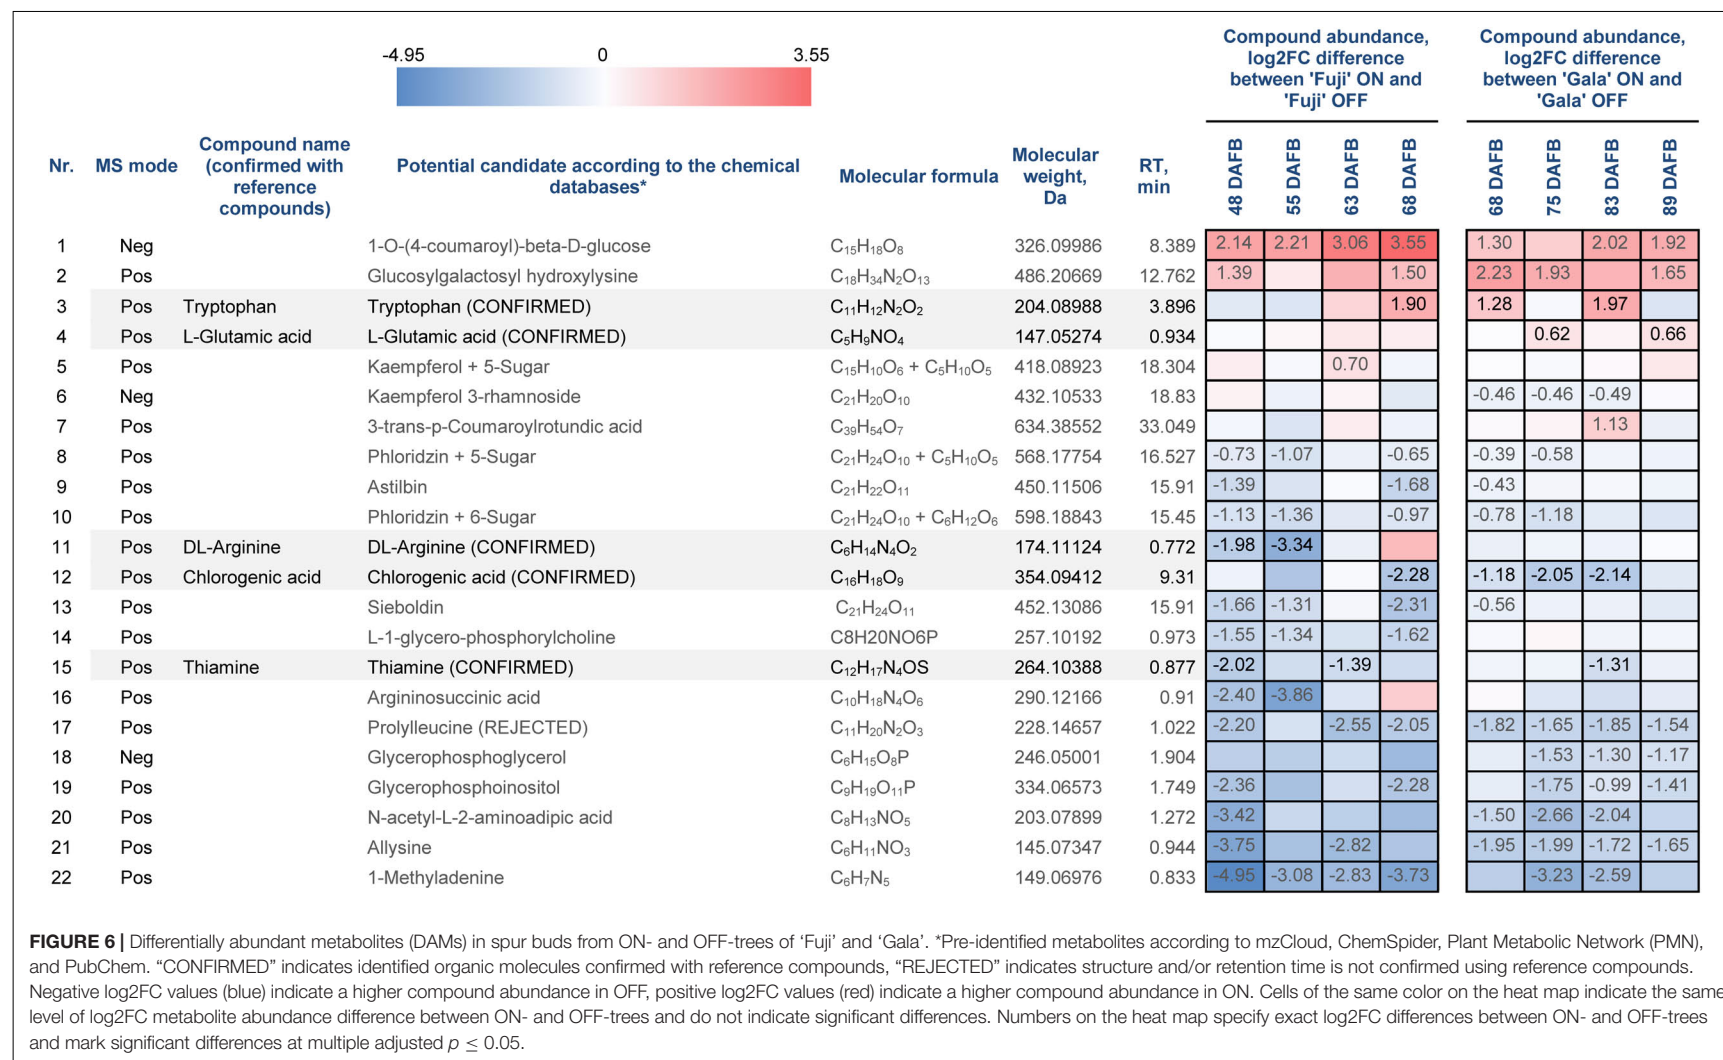 -4.95 0 3.55
Compound abundance,
log2FC difference
between 'Fuji' ON and
'Fuji' OFF
Compound abundance,
log2FC difference
between 'Gala' ON and
'Gala' OFF
Nr. MS mode Compound name (confirmed with reference compounds) Potential candidate according to the chemical databases* Molecular formula Molecular weight, Da RT, min 48 DAFB 55 DAFB 63 DAFB 68 DAFB 68 DAFB 75 DAFB 83 DAFB 89 DAFB
1 Neg 1-O-(4-coumaroyl)-beta-D-glucose C₁₅H₁₈O₈ 326.09986 8.389 2.14 2.21 3.06 3.55 1.30 2.02 1.92
2 Pos Glucosylgalactosyl hydroxylysine C₁₈H₃₄N₂O₁₃ 486.20669 12.762 1.39 1.50 2.23 1.93 1.65
3 Pos Tryptophan Tryptophan (CONFIRMED) C₁₁H₁₂N₂O₂ 204.08988 3.896 1.90 1.28 1.97
4 Pos L-Glutamic acid L-Glutamic acid (CONFIRMED) C₅H₉NO₄ 147.05274 0.934 0.62 0.66
5 Pos Kaempferol + 5-Sugar C₁₅H₁₀O₆ + C₅H₁₀O₅ 418.08923 18.304 0.70
6 Neg Kaempferol 3-rhamnoside C₂₁H₂₀O₁₀ 432.10533 18.83 -0.46 -0.46 -0.49
7 Pos 3-trans-p-Coumaroylrotundic acid C₃₉H₅₄O₇ 634.38552 33.049 1.13
8 Pos Phloridzin + 5-Sugar C₂₁H₂₄O₁₀ + C₅H₁₀O₅ 568.17754 16.527 -0.73 -1.07 -0.65 -0.39 -0.58
9 Pos Astilbin C₂₁H₂₂O₁₁ 450.11506 15.91 -1.39 -1.68 -0.43
10 Pos Phloridzin + 6-Sugar C₂₁H₂₄O₁₀ + C₆H₁₂O₆ 598.18843 15.45 -1.13 -1.36 -0.97 -0.78 -1.18
11 Pos DL-Arginine DL-Arginine (CONFIRMED) C₆H₁₄N₄O₂ 174.11124 0.772 -1.98 -3.34
12 Pos Chlorogenic acid Chlorogenic acid (CONFIRMED) C₁₆H₁₈O₉ 354.09412 9.31 -2.28 -1.18 -2.05 -2.14
13 Pos Sieboldin C₂₁H₂₄O₁₁ 452.13086 15.91 -1.66 -1.31 -2.31 -0.56
14 Pos L-1-glycero-phosphorylcholine C8H20NO6P 257.10192 0.973 -1.55 -1.34 -1.62
15 Pos Thiamine Thiamine (CONFIRMED) C₁₂H₁₇N₄OS 264.10388 0.877 -2.02 -1.39 -1.31
16 Pos Argininosuccinic acid C₁₀H₁₈N₄O₆ 290.12166 0.91 -2.40 -3.86
17 Pos Prolylleucine (REJECTED) C₁₁H₂₀N₂O₃ 228.14657 1.022 -2.20 -2.55 -2.05 -1.82 -1.65 -1.85 -1.54
18 Neg Glycerophosphoglycerol C₆H₁₅O₈P 246.05001 1.904 -1.53 -1.30 -1.17
19 Pos Glycerophosphoinositol C₉H₁₉O₁₁P 334.06573 1.749 -2.36 -2.28 -1.75 -0.99 -1.41
20 Pos N-acetyl-L-2-aminoadipic acid C₈H₁₃NO₅ 203.07899 1.272 -3.42 -1.50 -2.66 -2.04
21 Pos Allysine C₆H₁₁NO₃ 145.07347 0.944 -3.75 -2.82 -1.95 -1.99 -1.72 -1.65
22 Pos 1-Methyladenine C₆H₇N₅ 149.06976 0.833 -4.95 -3.08 -2.83 -3.73 -3.23 -2.59
FIGURE 6 | Differentially abundant metabolites (DAMs) in spur buds from ON- and OFF-trees of ‘Fuji’ and ‘Gala’. *Pre-identified metabolites according to mzCloud, ChemSpider, Plant Metabolic Network (PMN),
and PubChem. “CONFIRMED” indicates identified organic molecules confirmed with reference compounds, “REJECTED” indicates structure and/or retention time is not confirmed using reference compounds.
Negative log2FC values (blue) indicate a higher compound abundance in OFF, positive log2FC values (red) indicate a higher compound abundance in ON. Cells of the same color on the heat map indicate the same
level of log2FC metabolite abundance difference between ON- and OFF-trees and do not indicate significant differences. Numbers on the heat map specify exact log2FC differences between ON- and OFF-trees
and mark significant differences at multiple adjusted p ≤ 0.05.